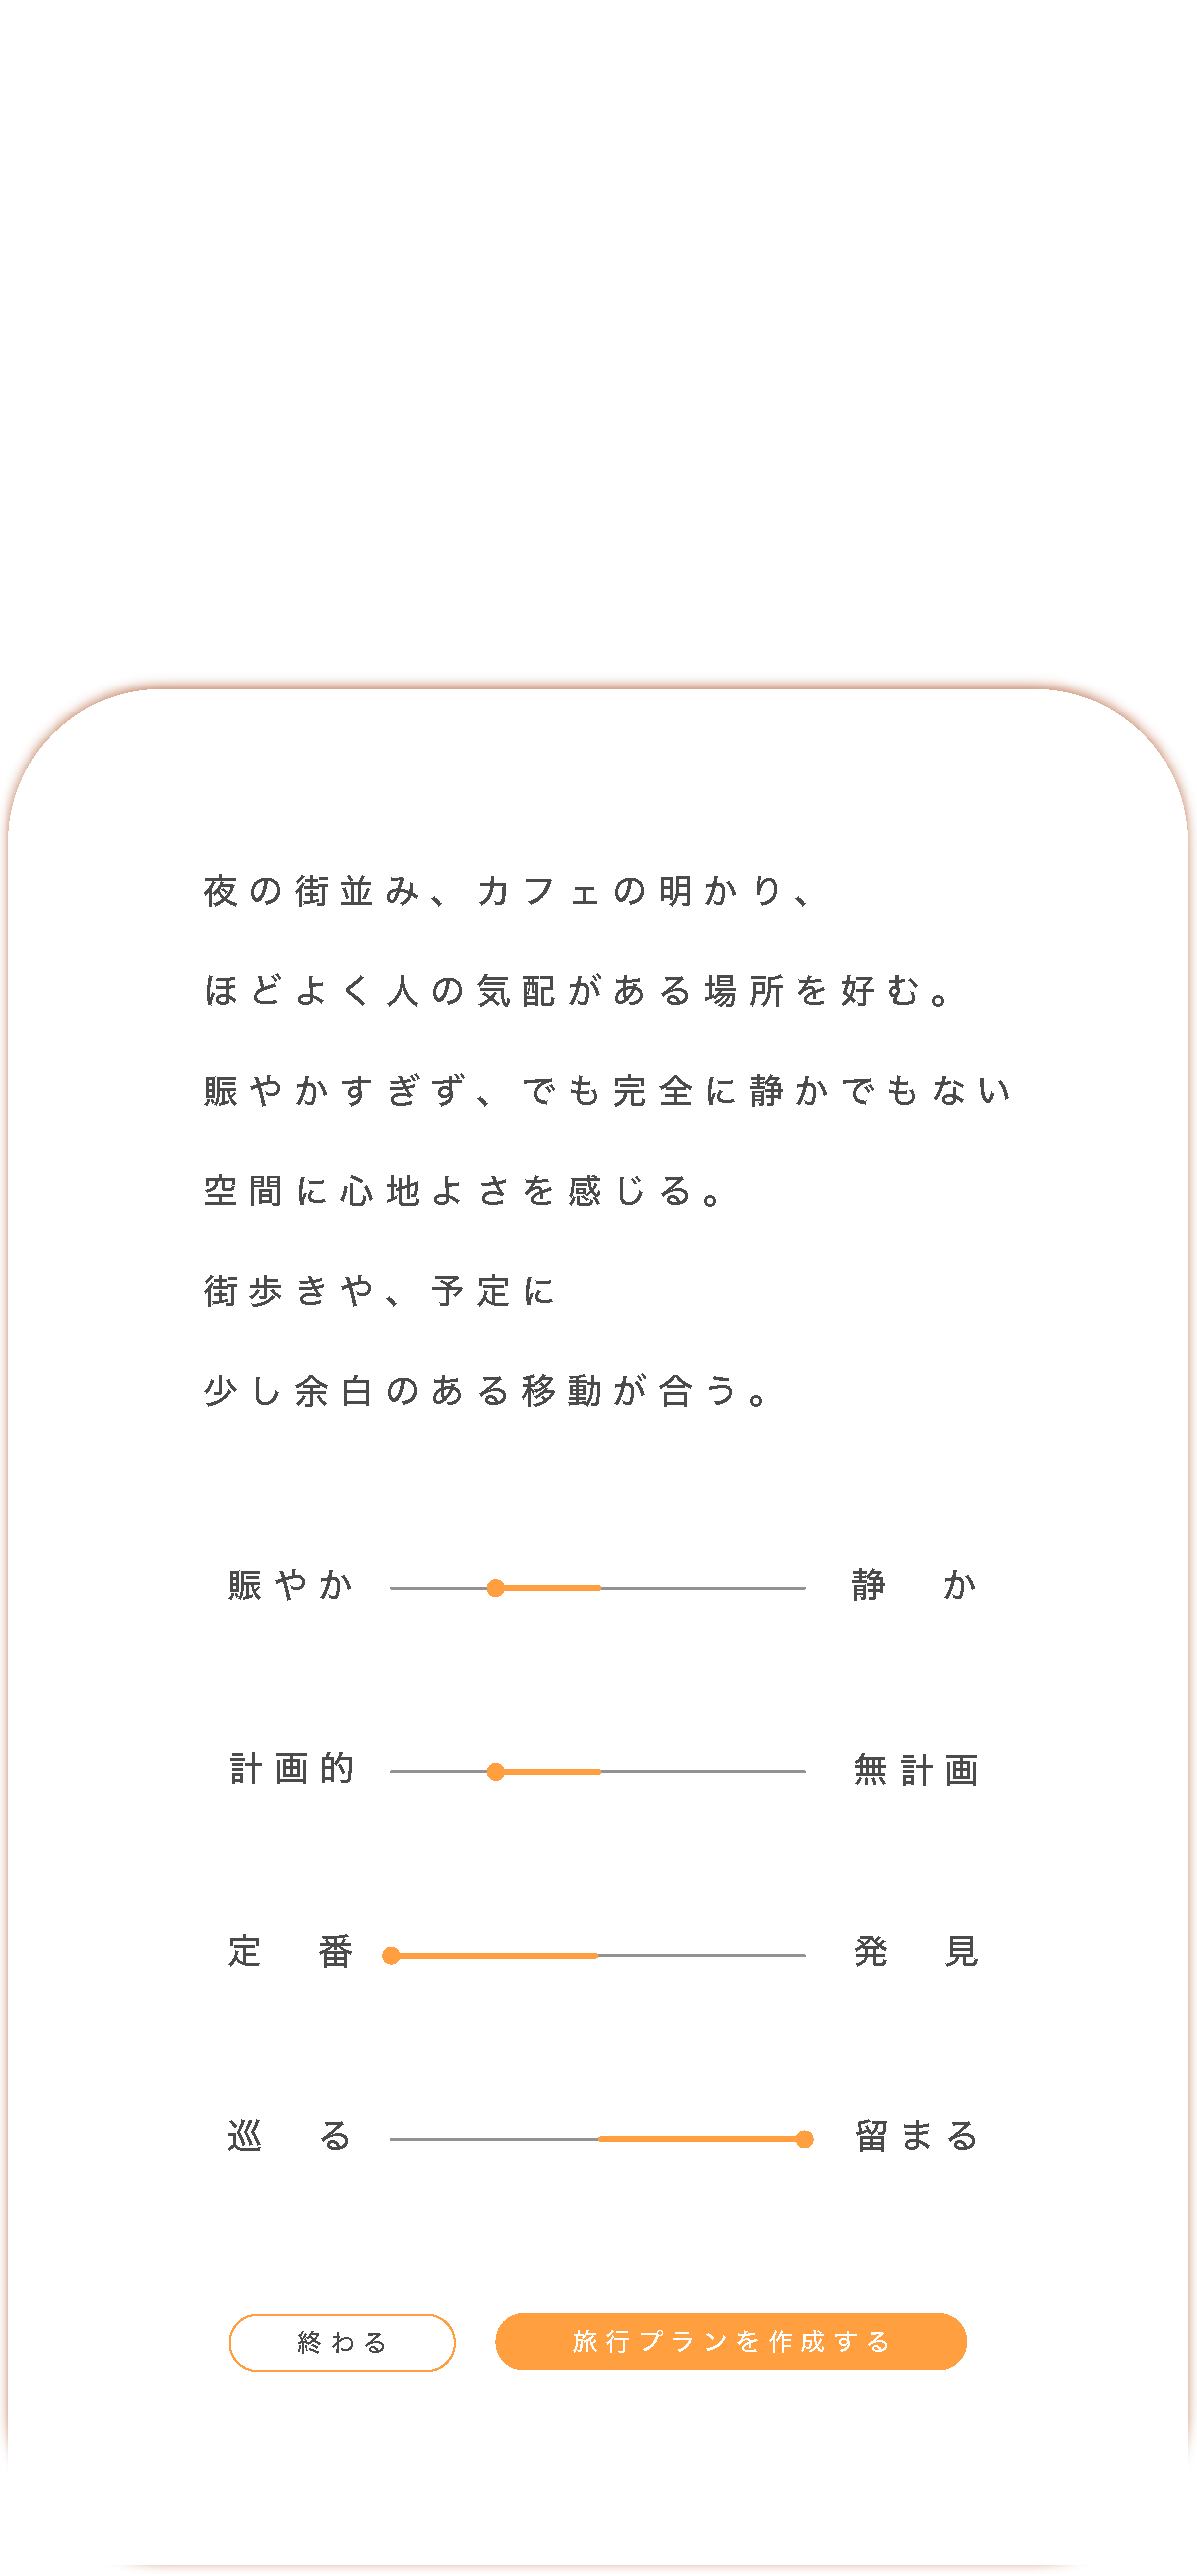 夜の街並み、カフェの明かり、
ほどよく人の気配がある場所を好む。
賑やかすぎず、でも完全に静かでもない
空間に心地よさを感じる。
街歩きや、予定に
少し余白のある移動が合う。
賑やか 静か
計画的 無計画
定番 発見
巡る 留まる
終わる 旅行プランを作成する